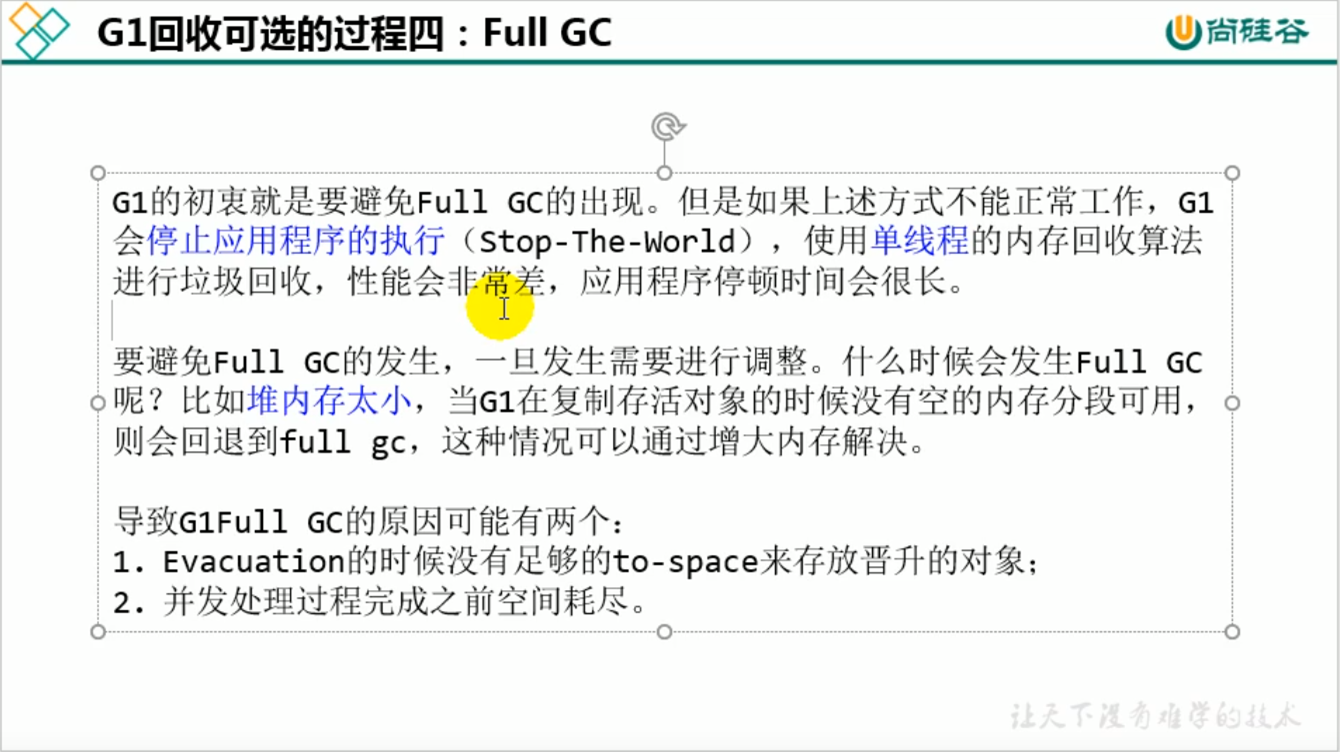 G1回收可选的过程四：Full GC
尚硅谷
G1的初衷就是要避免Full GC的出现。但是如果上述方式不能正常工作，G1
会停止应用程序的执行（Stop-The-World），使用单线程的内存回收算法
进行垃圾回收，性能会非常差，应用程序停顿时间会很长。
要避免Full GC的发生，一旦发生需要进行调整。什么时候会发生Full GC
呢？比如堆内存太小，当G1在复制存活对象的时候没有空的内存分段可用，
则会回退到full gc，这种情况可以通过增大内存解决。
导致G1Full GC的原因可能有两个：
1. Evacuation的时候没有足够的to-space来存放晋升的对象；
2. 并发处理过程完成之前空间耗尽。
让天下没有难学的技术